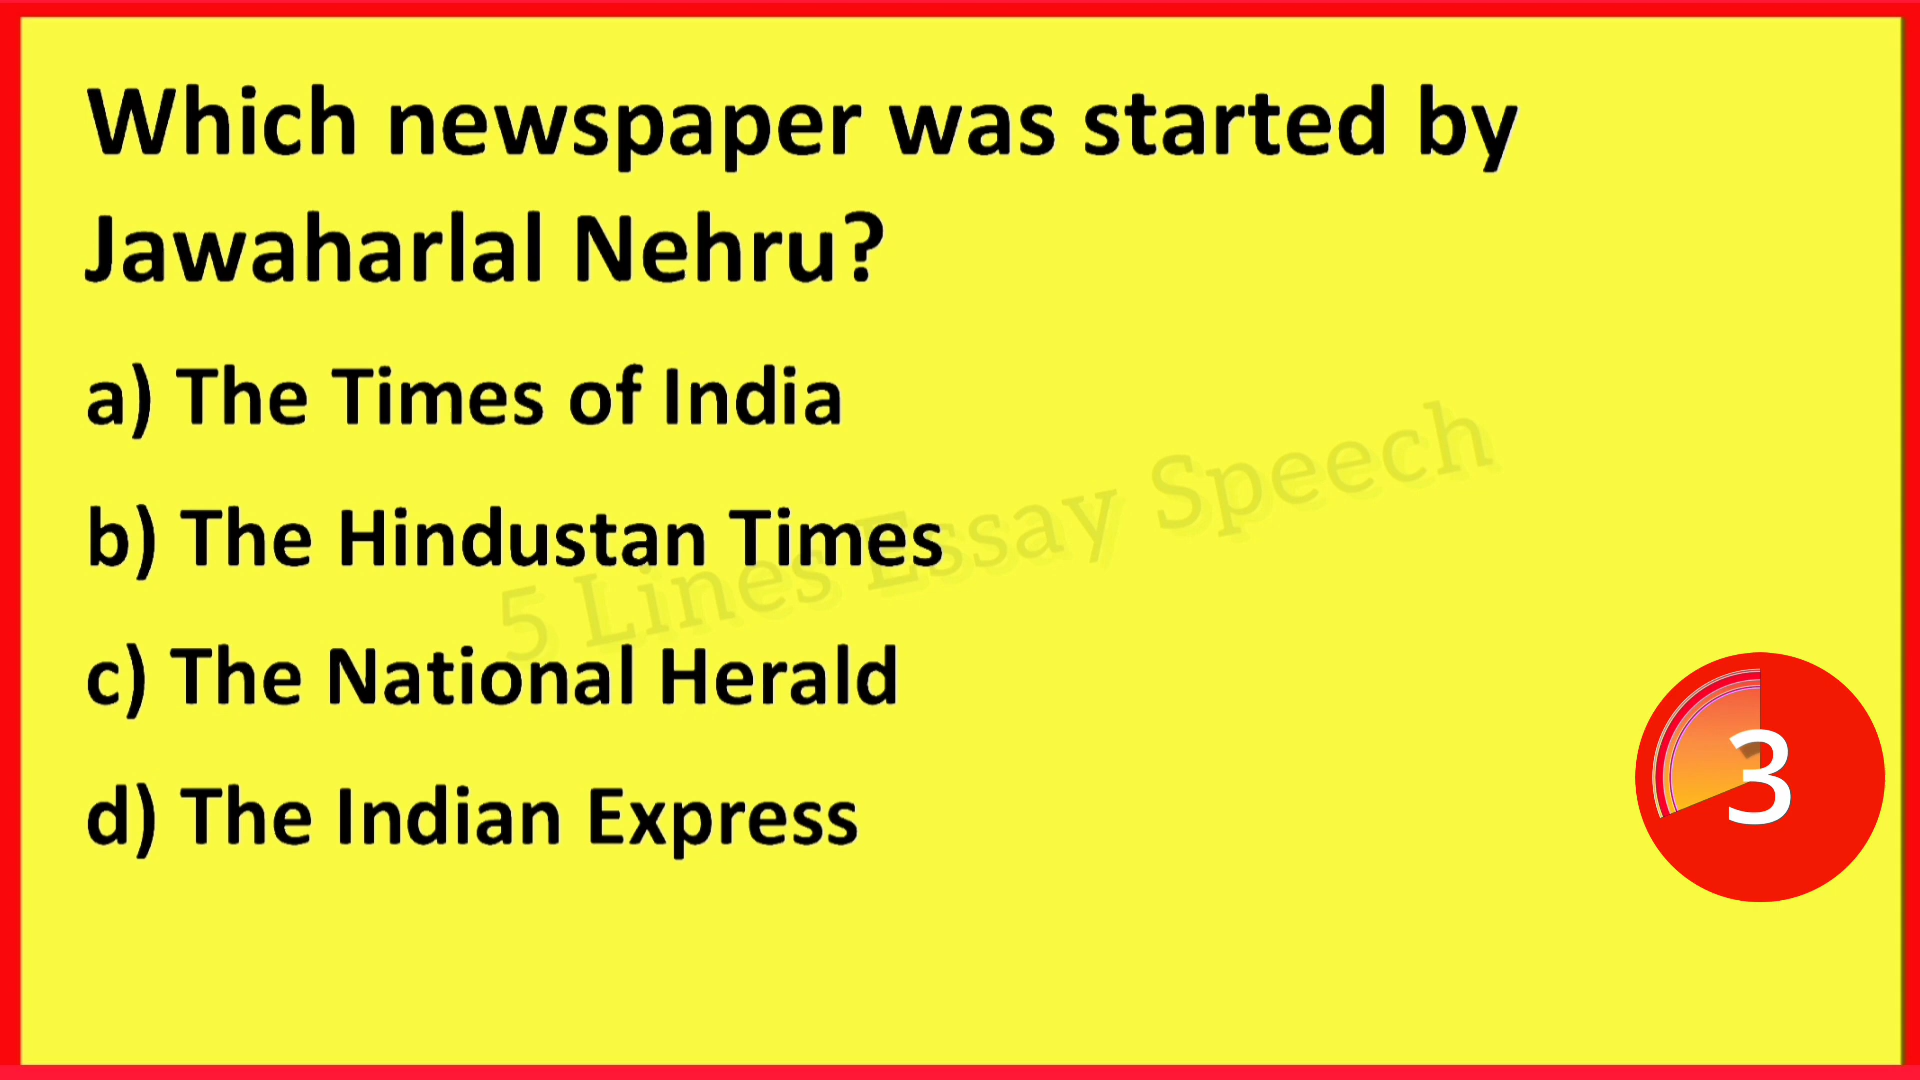 Which newspaper was started by
Jawaharlal Nehru?
a) The Times of India
b) The Hindustan Times
5 Lines Essay Speech
c) The National Herald
d) The Indian Express
3